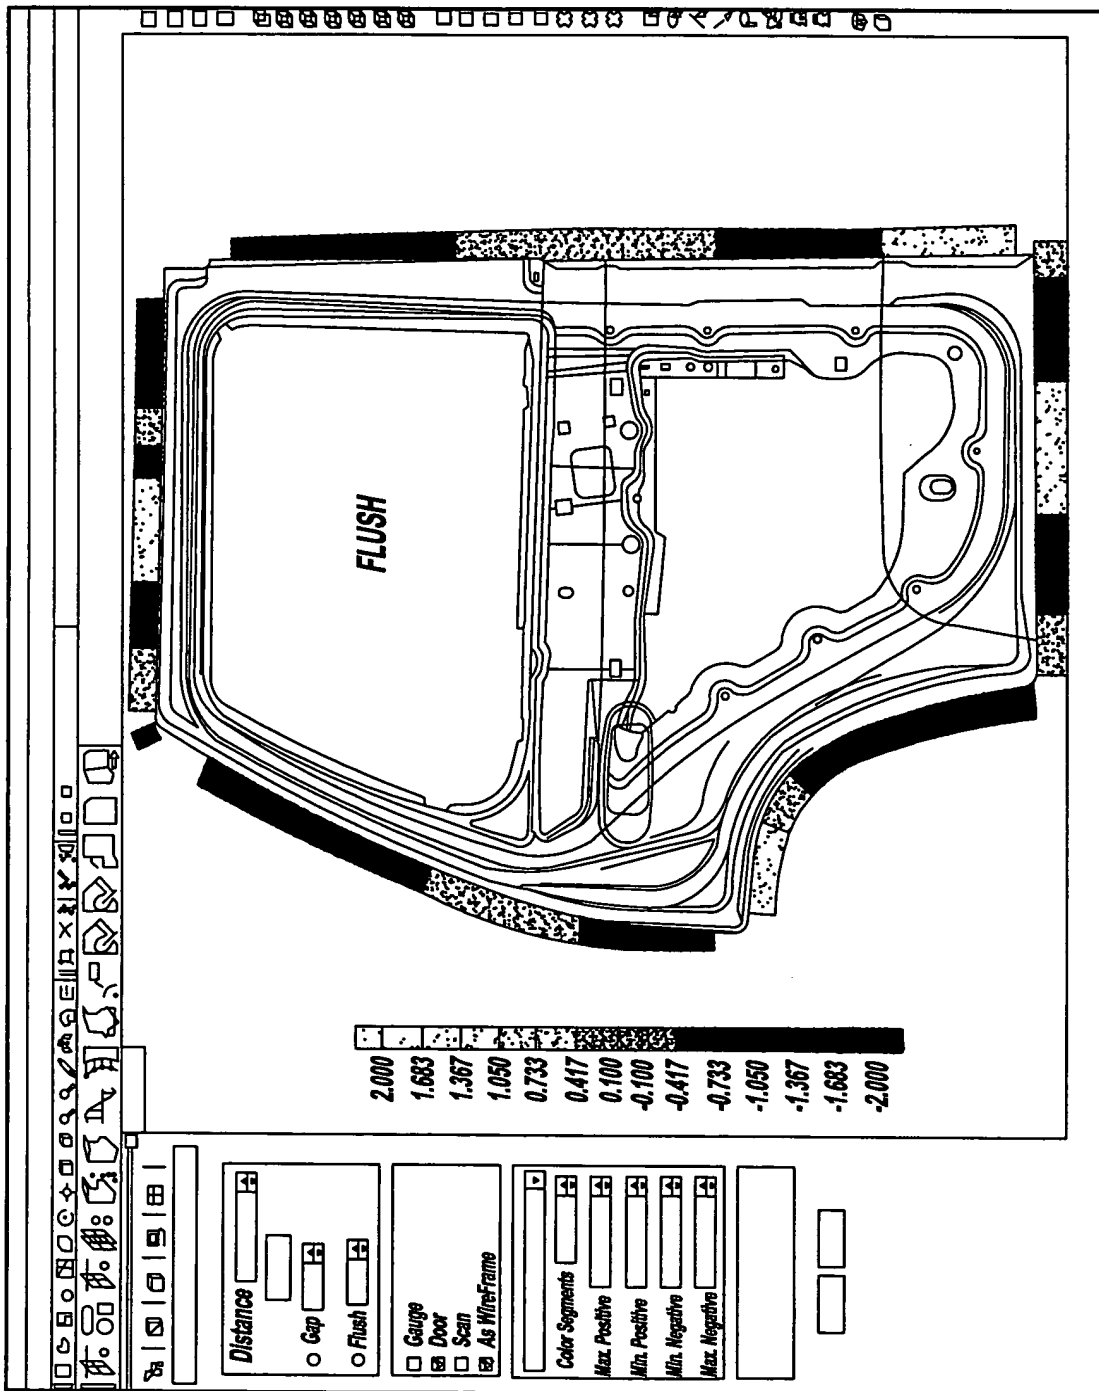 Distance
Gap
Flush
Gauge
Door
Scan
As WireFrame
Color Segments
Max. Positive
Min. Positive
Min. Negative
Max. Negative
2.000
1.683
1.367
1.050
0.733
0.417
0.100
-0.100
-0.417
-0.733
-1.050
-1.367
-1.683
-2.000
FLUSH